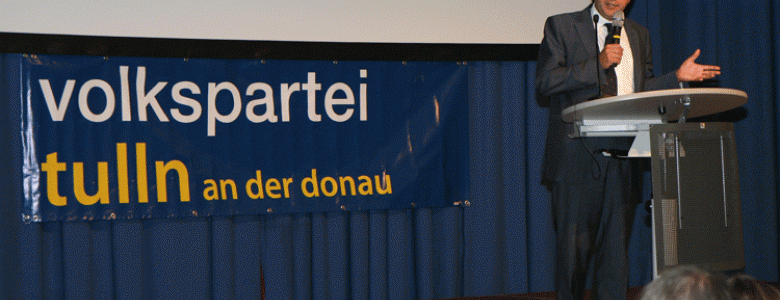 volkspartei
tulln an der donau